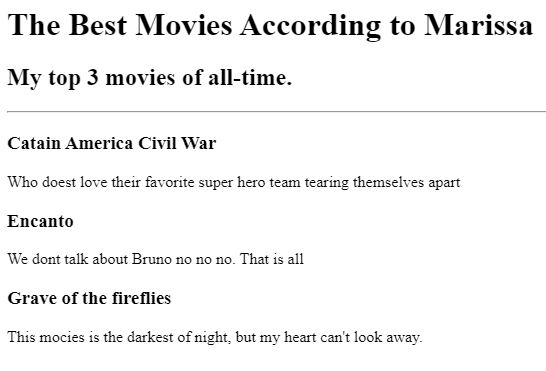 The Best Movies According to Marissa
My top 3 movies of all-time.
Catain America Civil War
Who doest love their favorite super hero team tearing themselves apart
Encanto
We dont talk about Bruno no no no. That is all
Grave of the fireflies
This mocies is the darkest of night, but my heart can't look away.